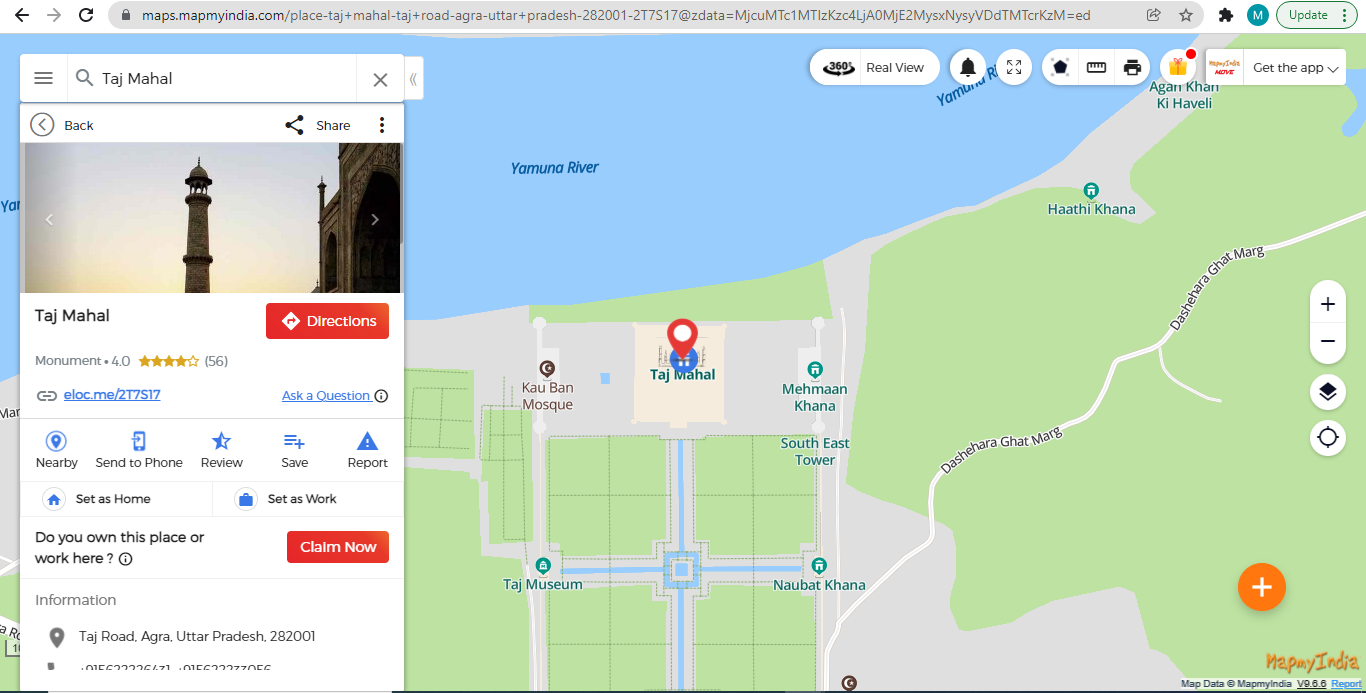 maps.mapmyindia.com/place-taj+mahal-taj+road-agra-uttar+pradesh-282001-2T7S17@zdata=MjcuMTc1MTIzKzc4LjA0MjE2MysxNysyVDdTMTcrKzM=ed
M
Update
Taj Mahal
Back
Share
Taj Mahal
Directions
Monument • 4.0 (56)
eloc.me/2T7S17
Ask a Question
Nearby
Send to Phone
Review
Save
Report
Set as Home
Set as Work
Do you own this place or
work here ?
Claim Now
Information
Taj Road, Agra, Uttar Pradesh, 282001
360°
Real View
MapmyIndia
MOVE
Get the app
Yamuna
Agah Khan
Ki Haveli
Yamuna River
Haathi Khana
Dashehara Ghat Marg
Kau Ban
Mosque
Taj Mahal
Mehmaan
Khana
South East
Tower
Dashehara Ghat Marg
Taj Museum
Naubat Khana
MapmyIndia
Map Data © MapmyIndia V9.6.6 Report